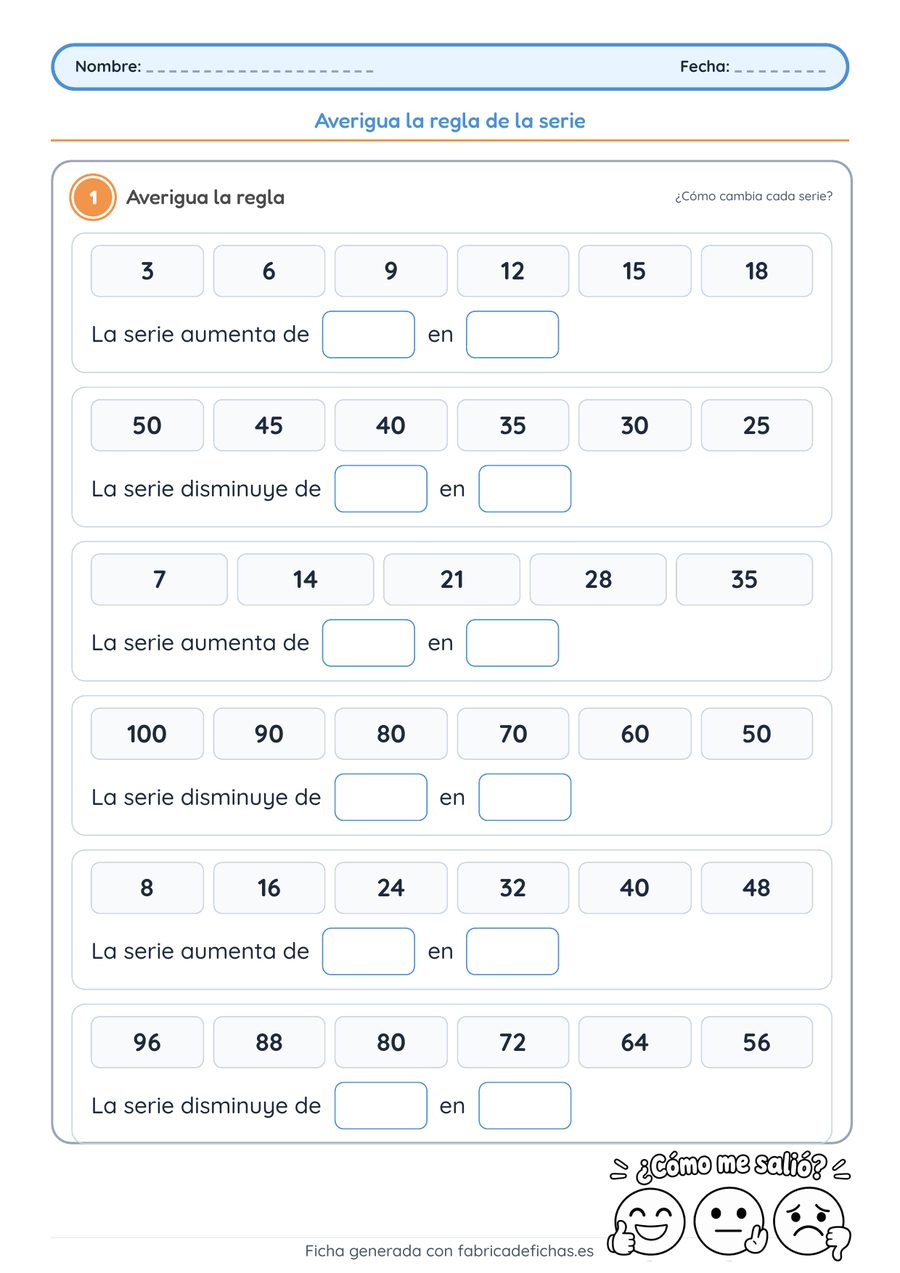 Nombre: _ _ _ _ _ _ _ _ _ _ _ _ _ _ _ _ _ _ _ _ Fecha: _ _ _ _ _ _ _ _
Averigua la regla de la serie
1 Averigua la regla ¿Cómo cambia cada serie?
3 6 9 12 15 18
La serie aumenta de en
50 45 40 35 30 25
La serie disminuye de en
7 14 21 28 35
La serie aumenta de en
100 90 80 70 60 50
La serie disminuye de en
8 16 24 32 40 48
La serie aumenta de en
96 88 80 72 64 56
La serie disminuye de en
¿Cómo me salió?
Ficha generada con fabricadefichas.es